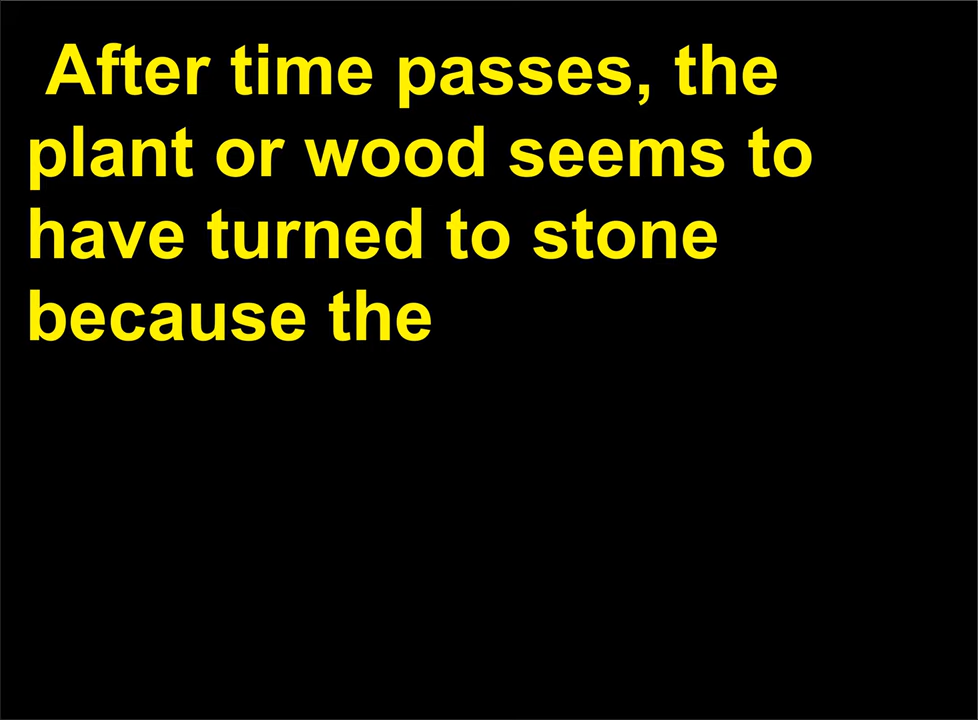 After time passes, the
plant or wood seems to
have turned to stone
because the